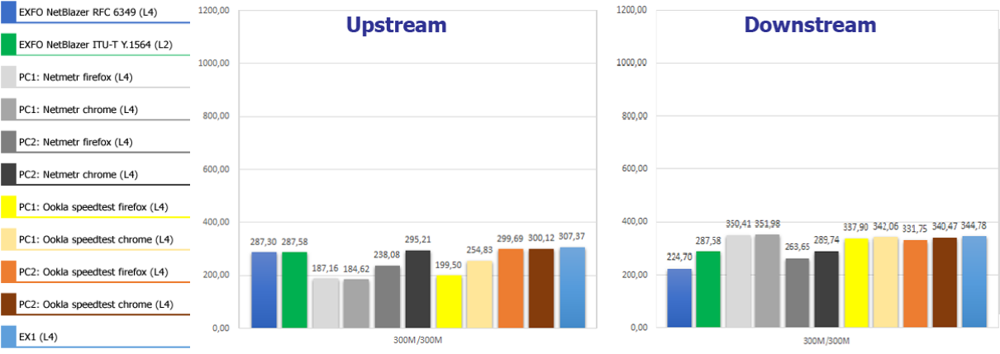 EXFO NetBlazer RFC 6349 (L4)
EXFO NetBlazer ITU-T Y.1564 (L2)
PC1: Netmetr firefox (L4)
PC1: Netmetr chrome (L4)
PC2: Netmetr firefox (L4)
PC2: Netmetr chrome (L4)
PC1: Ookla speedtest firefox (L4)
PC1: Ookla speedtest chrome (L4)
PC2: Ookla speedtest firefox (L4)
PC2: Ookla speedtest chrome (L4)
EX1 (L4)
Upstream
1200,00
1000,00
800,00
600,00
400,00
200,00
0,00
287,30 287,58 187,16 184,62 238,08 295,21 199,50 254,83 299,69 300,12 307,37
300M/300M
Downstream
1200,00
1000,00
800,00
600,00
400,00
200,00
0,00
224,70 287,58 350,41 351,98 263,65 289,74 337,90 342,06 331,75 340,47 344,78
300M/300M